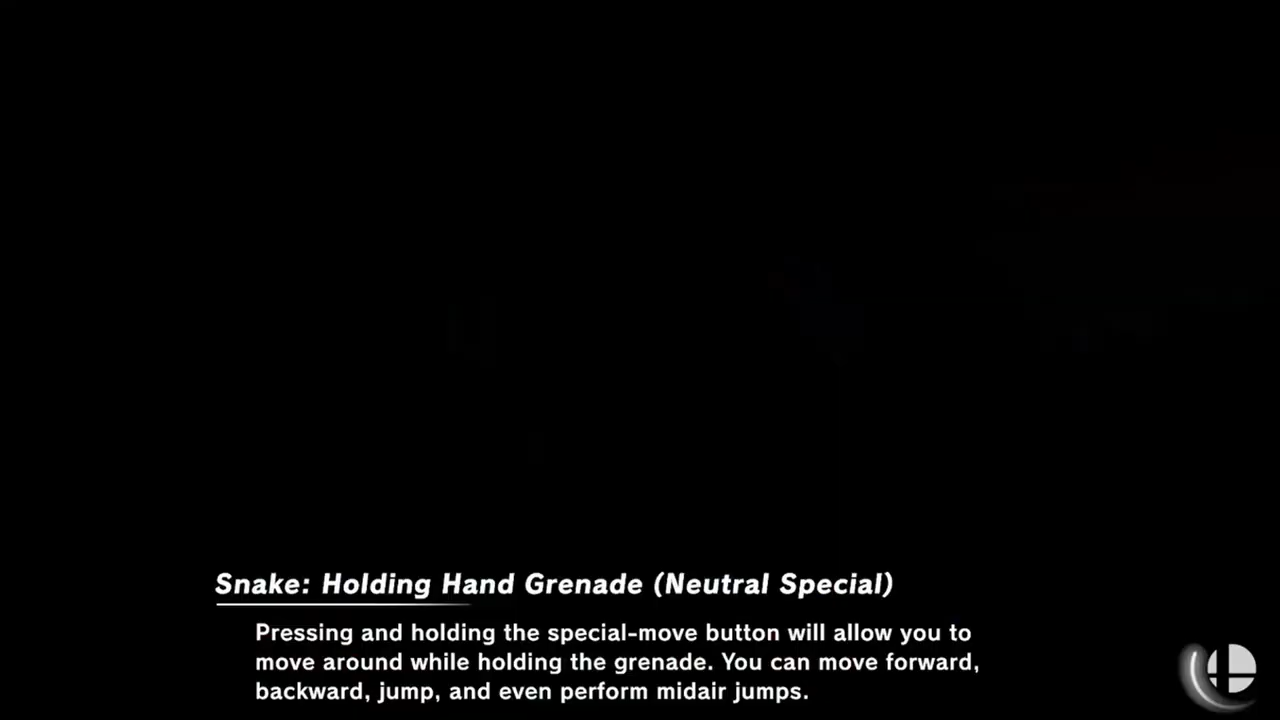 Snake: Holding Hand Grenade (Neutral Special)
Pressing and holding the special-move button will allow you to
move around while holding the grenade. You can move forward,
backward, jump, and even perform midair jumps.